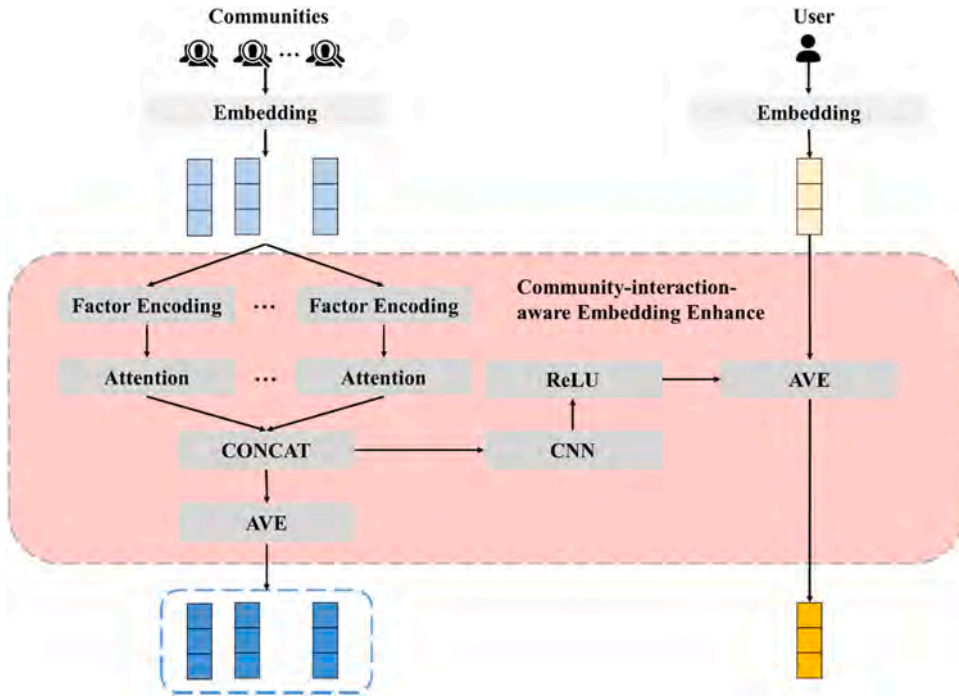 Communities
User
...
Embedding
Embedding
Factor Encoding
...
Factor Encoding
Community-interaction-
aware Embedding Enhance
Attention
...
Attention
ReLU
AVE
CONCAT
CNN
AVE